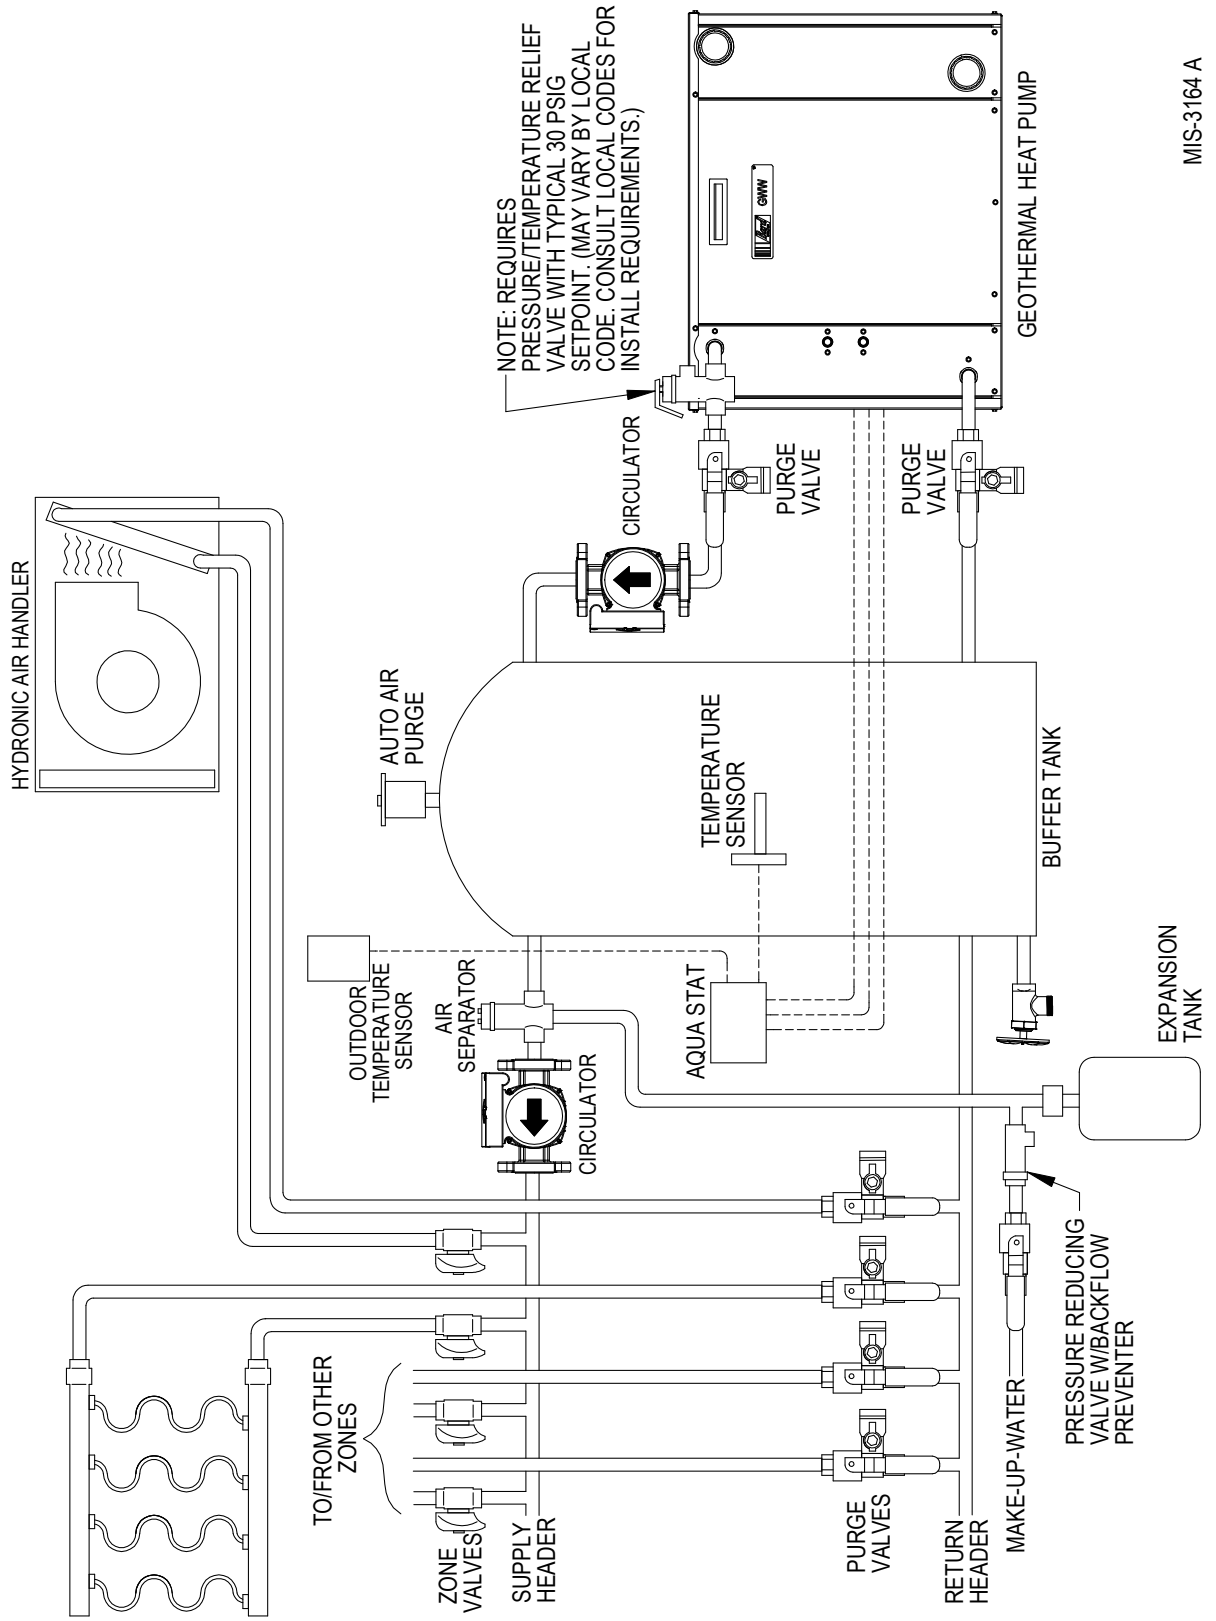 HYDRONIC AIR HANDLER
NOTE: REQUIRES
PRESSURE/TEMPERATURE RELIEF
VALVE WITH TYPICAL 30 PSIG
SETPOINT. (MAY VARY BY LOCAL
CODE. CONSULT LOCAL CODES FOR
INSTALL REQUIREMENTS.)
CIRCULATOR
PURGE
VALVE
PURGE
VALVE
GWW
GEOTHERMAL HEAT PUMP
AUTO AIR
PURGE
TEMPERATURE
SENSOR
BUFFER TANK
OUTDOOR
TEMPERATURE
SENSOR
AIR
SEPARATOR
AQUA STAT
CIRCULATOR
EXPANSION
TANK
TO/FROM OTHER
ZONES
ZONE
VALVES
SUPPLY
HEADER
PURGE
VALVES
RETURN
HEADER
MAKE-UP-WATER
PRESSURE REDUCING
VALVE W/BACKFLOW
PREVENTER
MIS-3164 A